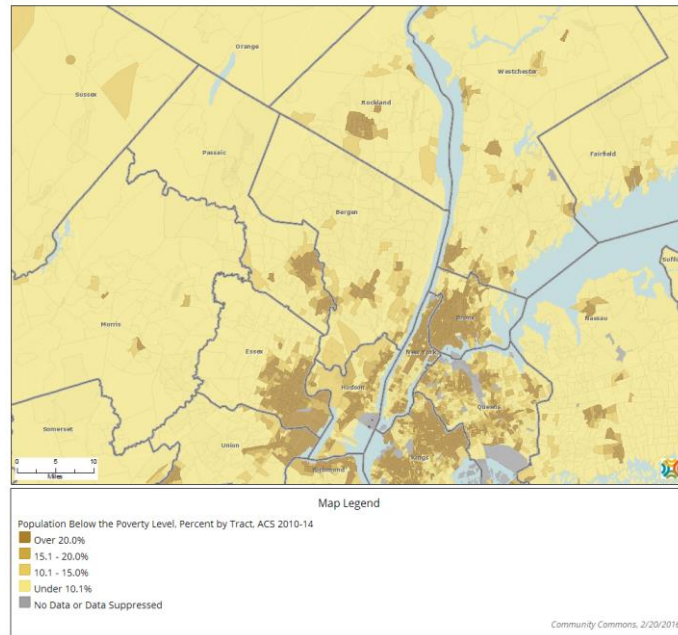 Orange
Westchester
Sussex
Rockland
Passaic
Fairfield
Bergen
Suffo
Bronx
Nassau
Morris
Essex
New York
Hudson
Queens
Somerset
Union
Kings
Richmond
0 5 10
Miles
Map Legend
Population Below the Poverty Level, Percent by Tract, ACS 2010-14
Over 20.0%
15.1 - 20.0%
10.1 - 15.0%
Under 10.1%
No Data or Data Suppressed
Community Commons, 2/20/2016